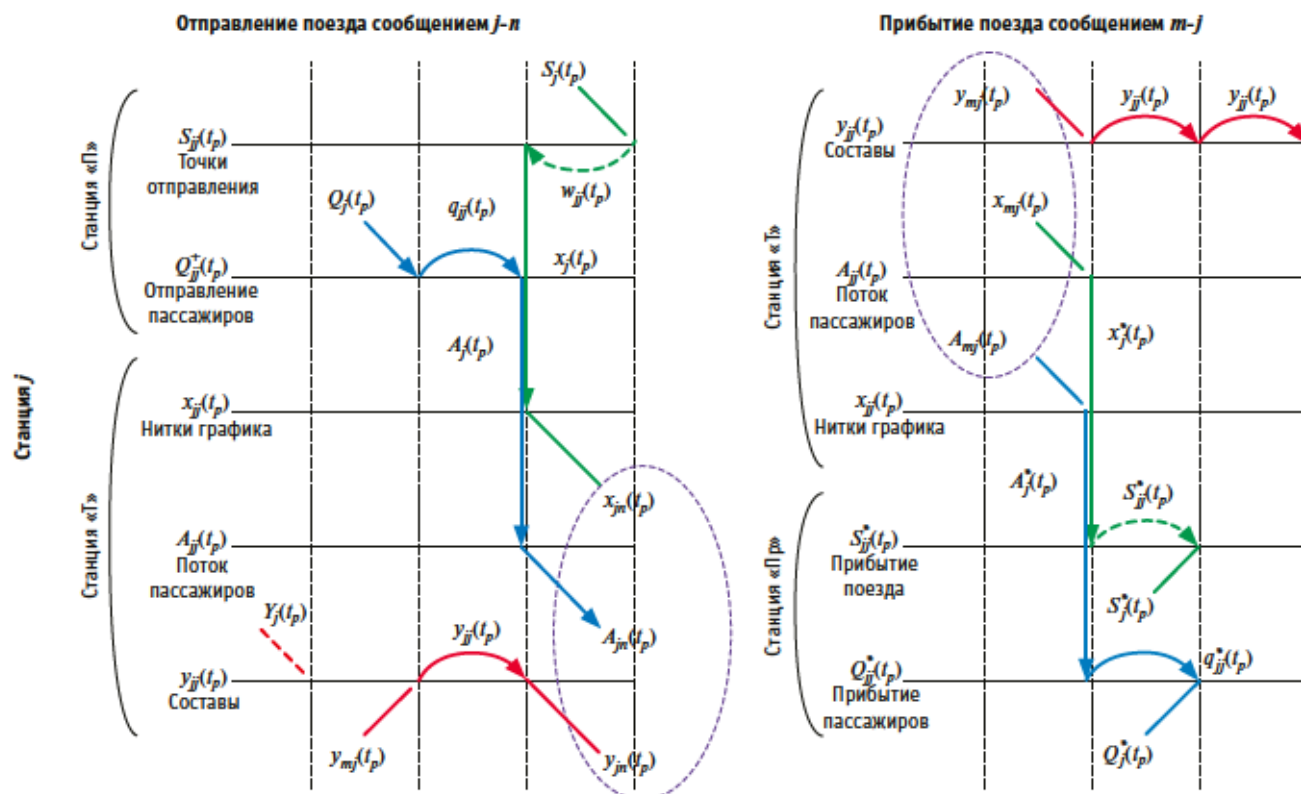 Отправление поезда сообщением j-n
Прибытие поезда сообщением m-j
Станция j
Станция «П»
S_j(t_p)
S_jj(t_p)
Точки
отправления
w_jj(t_p)
Q_j(t_p)
q_jj(t_p)
Q⁺_jj(t_p)
Отправление
пассажиров
x_j(t_p)
A_j(t_p)
Станция «Т»
x_jj(t_p)
Нитки графика
x_jn(t_p)
A_jj(t_p)
Поток
пассажиров
A_jn(t_p)
Y_j(t_p)
y_jj(t_p)
y_jj(t_p)
Составы
y_mj(t_p)
y_jn(t_p)
Станция «Т»
y_mj(t_p)
y_jj(t_p)
y_jj(t_p)
y_jj(t_p)
Составы
x_mj(t_p)
A_jj(t_p)
Поток
пассажиров
A_mj(t_p)
x*_j(t_p)
x_jj(t_p)
Нитки графика
Станция «Пр»
A*_j(t_p)
S*_jj(t_p)
S*_jj(t_p)
Прибытие
поезда
S*_j(t_p)
q*_jj(t_p)
Q*_jj(t_p)
Прибытие
пассажиров
Q*_j(t_p)